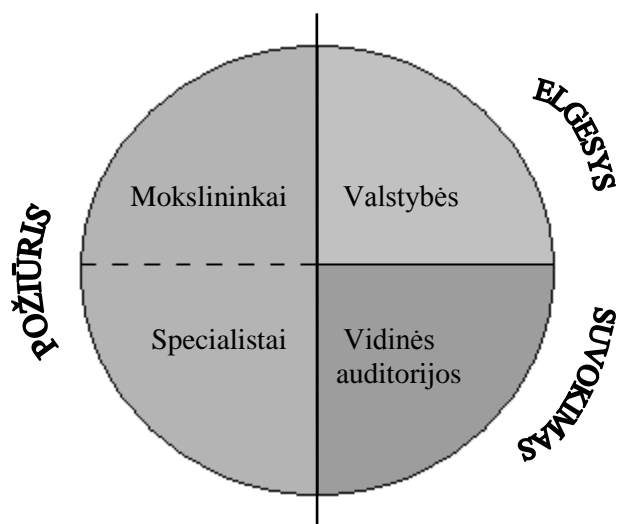 ELGESYS
Mokslininkai
Valstybės
POŽIŪRIS
Specialistai
Vidinės
auditorijos
SUVOKIMAS